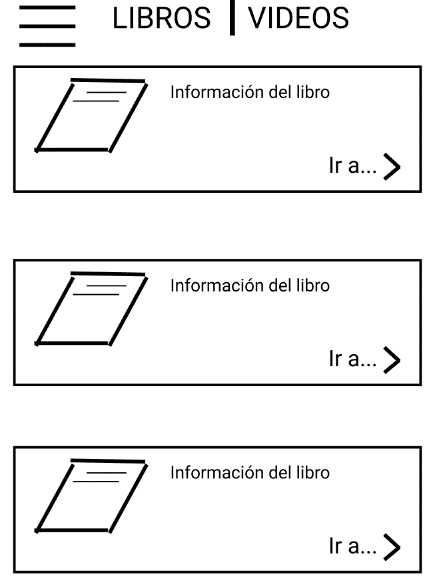 LIBROS | VIDEOS
Información del libro
Ir a...
Información del libro
Ir a...
Información del libro
Ir a...